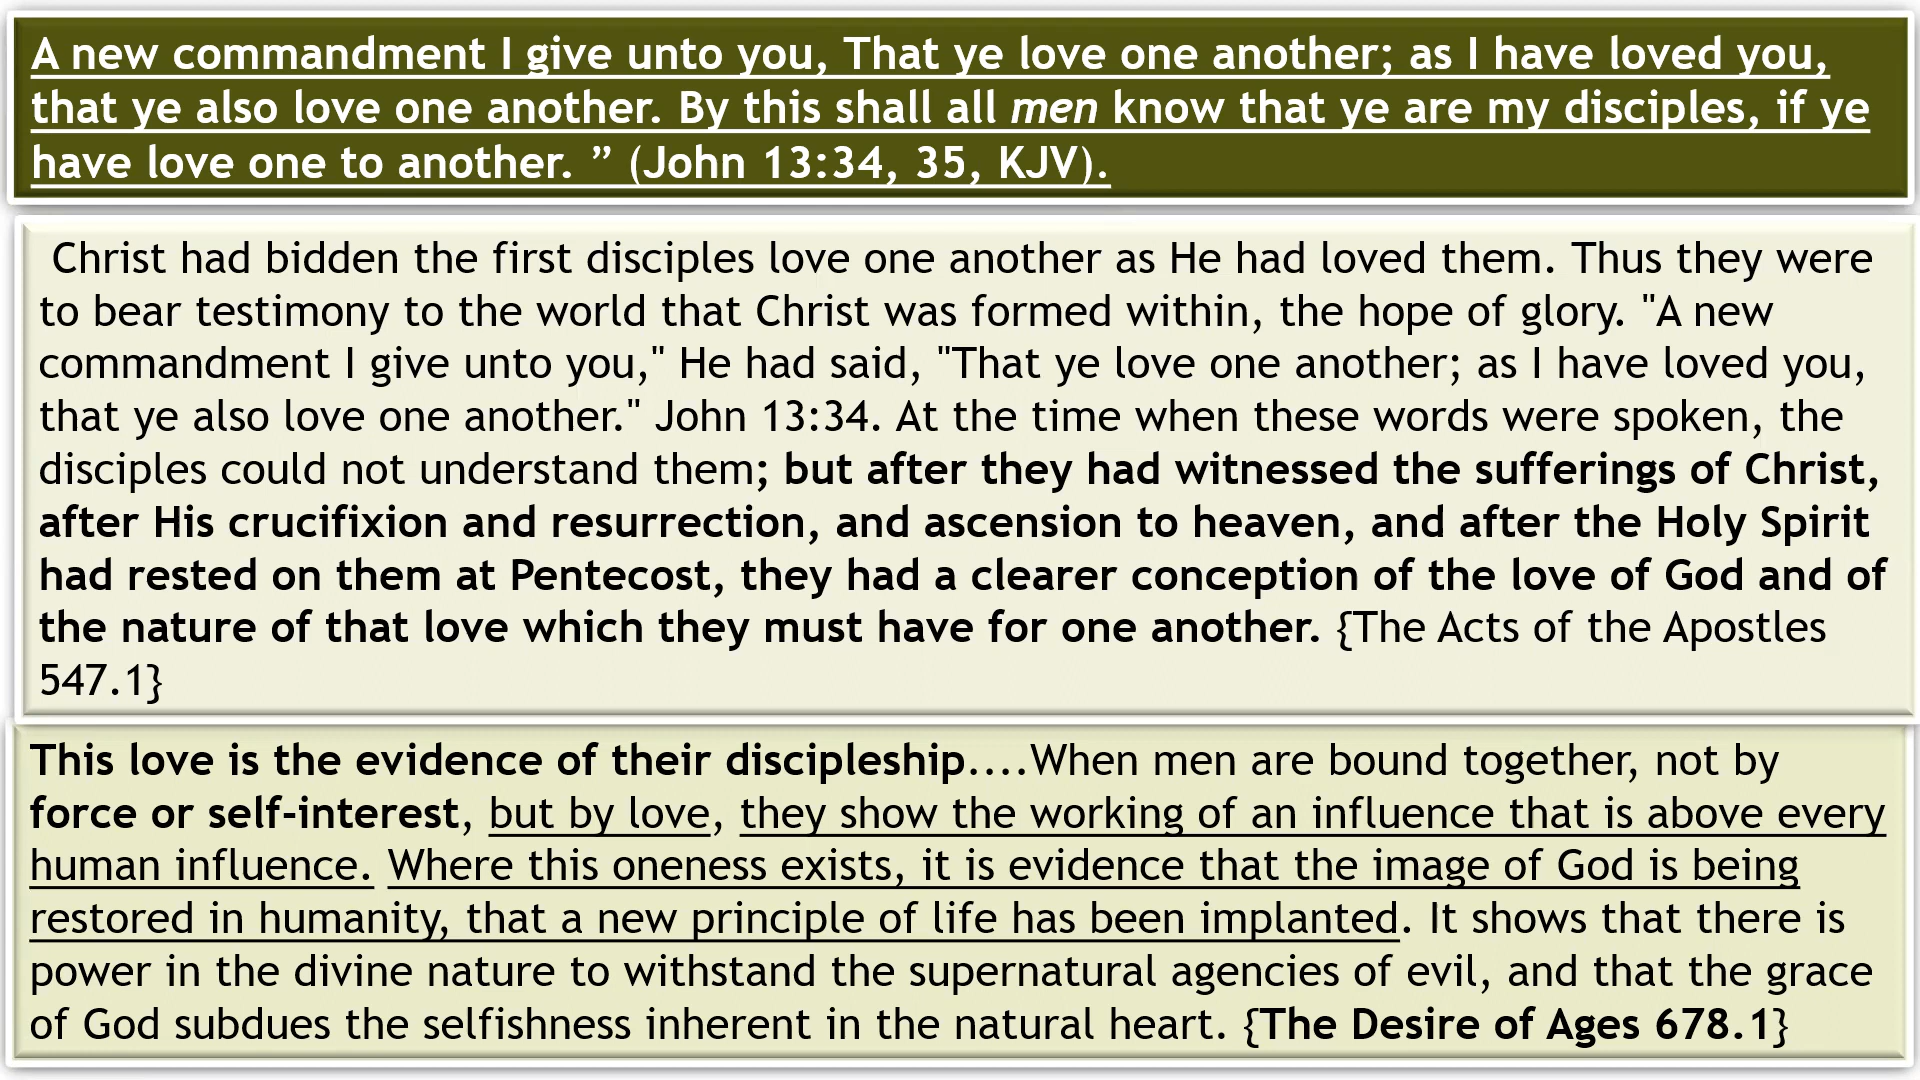 A new commandment I give unto you, That ye love one another; as I have loved you,
that ye also love one another. By this shall all men know that ye are my disciples, if ye
have love one to another. ” (John 13:34, 35, KJV).
Christ had bidden the first disciples love one another as He had loved them. Thus they were
to bear testimony to the world that Christ was formed within, the hope of glory. "A new
commandment I give unto you," He had said, "That ye love one another; as I have loved you,
that ye also love one another." John 13:34. At the time when these words were spoken, the
disciples could not understand them; but after they had witnessed the sufferings of Christ,
after His crucifixion and resurrection, and ascension to heaven, and after the Holy Spirit
had rested on them at Pentecost, they had a clearer conception of the love of God and of
the nature of that love which they must have for one another. {The Acts of the Apostles
547.1}
This love is the evidence of their discipleship....When men are bound together, not by
force or self-interest, but by love, they show the working of an influence that is above every
human influence. Where this oneness exists, it is evidence that the image of God is being
restored in humanity, that a new principle of life has been implanted. It shows that there is
power in the divine nature to withstand the supernatural agencies of evil, and that the grace
of God subdues the selfishness inherent in the natural heart. {The Desire of Ages 678.1}